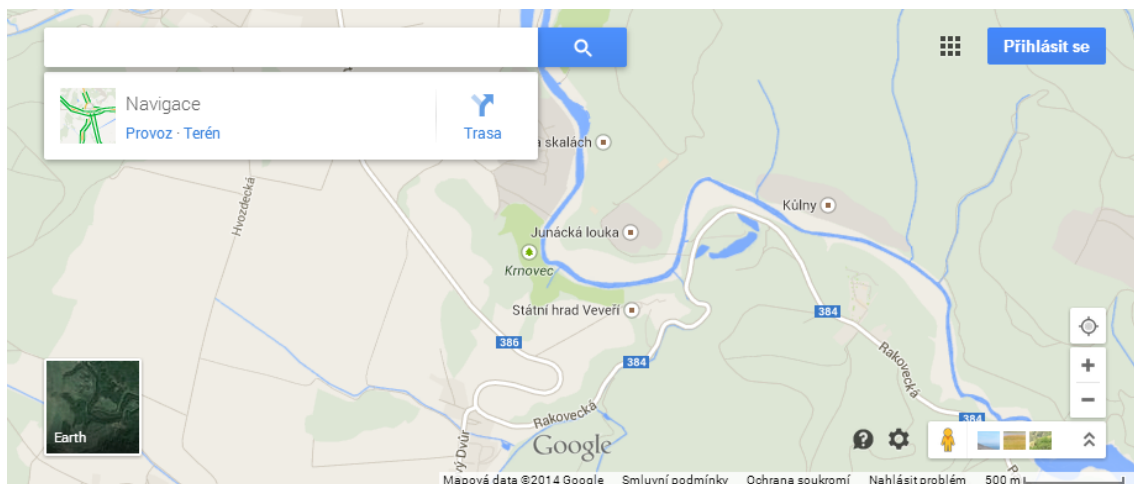 Přihlásit se
Navigace
Provoz · Terén
Trasa
skalách
Hvozdecká
Kůlny
Junácká louka
Krnovec
Státní hrad Veveří
384
386
384
Rakovecká
Rakovecká
384
Earth
Google
ý Dvůr
Mapová data ©2014 Google Smluvní podmínky Ochrana soukromí Nahlásit problém 500 m